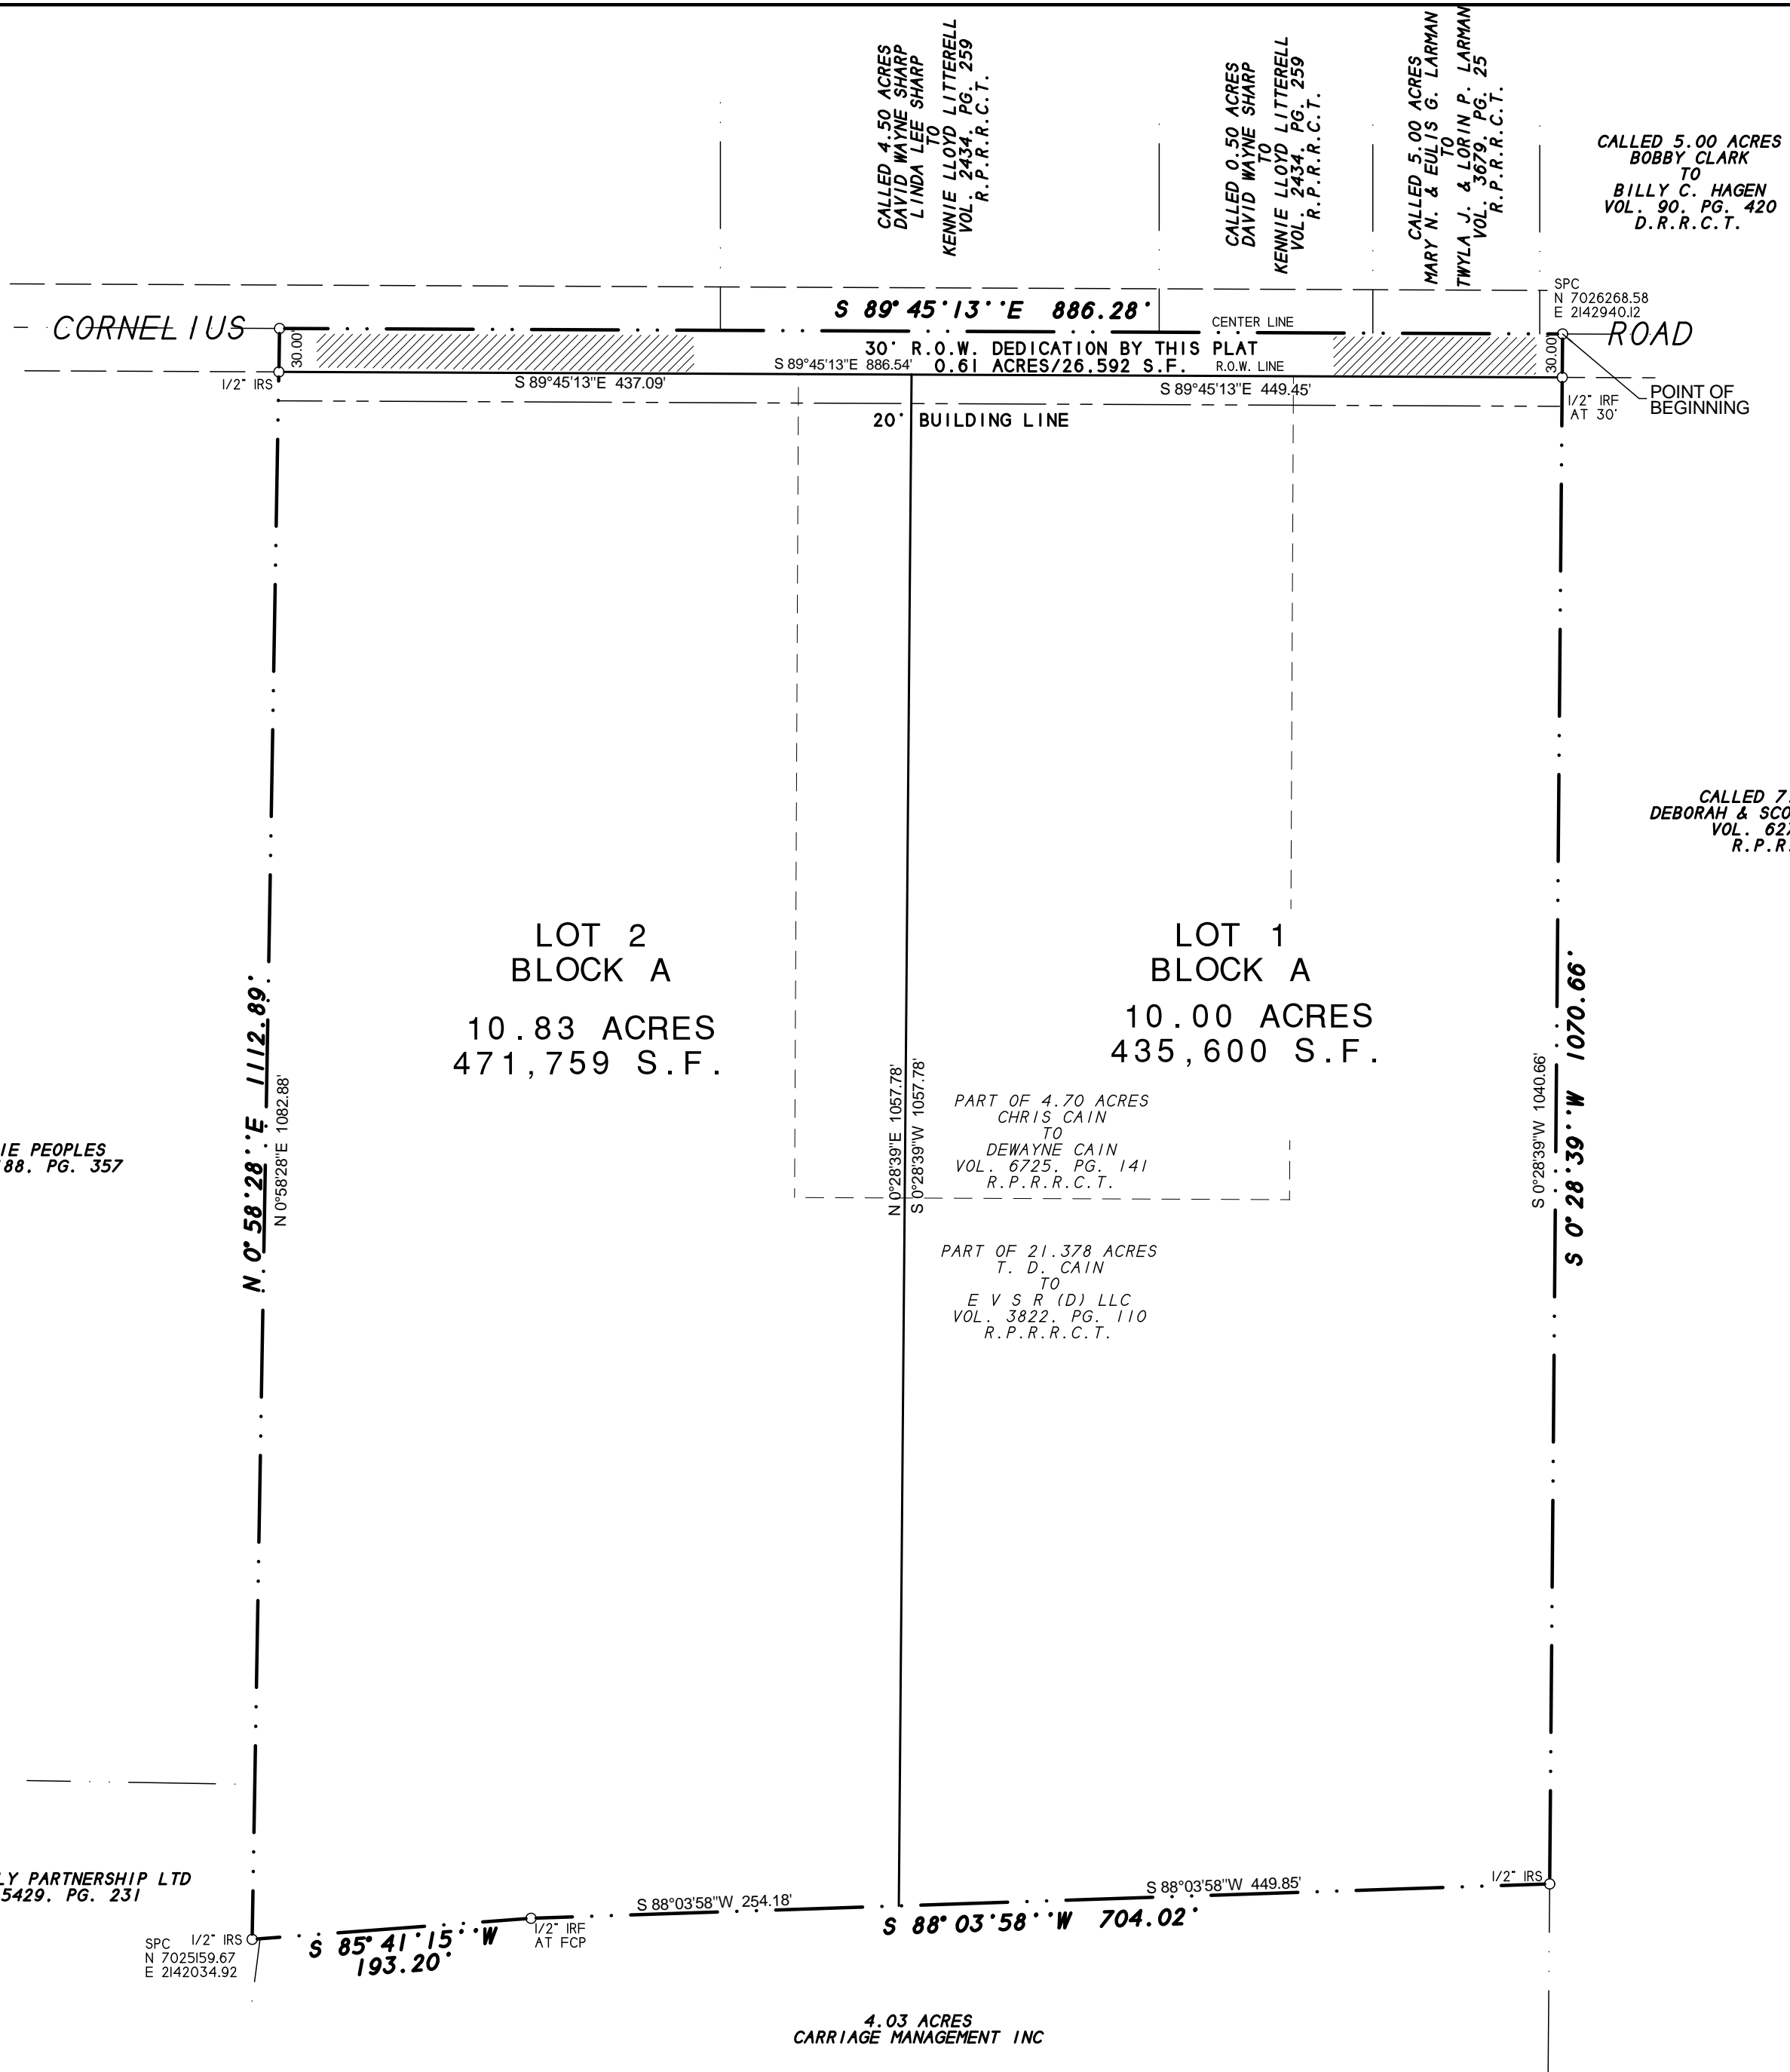 CALLED 4.50 ACRES
DAVID WAYNE SHARP
LINDA LEE SHARP
TO
KENNIE LLOYD LITTERELL
VOL. 2434, PG. 259
R.P.R.R.C.T.
CALLED 0.50 ACRES
DAVID WAYNE SHARP
TO
KENNIE LLOYD LITTERELL
VOL. 2434, PG. 259
R.P.R.R.C.T.
CALLED 5.00 ACRES
MARY N. & EULIS G. LARMAN
TO
TWYLA J. & LORIN P. LARMAN
VOL. 3679, PG. 25
R.P.R.R.C.T.
CALLED 5.00 ACRES
BOBBY CLARK
TO
BILLY C. HAGEN
VOL. 90, PG. 420
D.R.R.C.T.
SPC
N 7026268.58
E 2142940.12
S 89°45'13''E 886.28'
CORNELIUS
CENTER LINE
ROAD
30.00'
30' R.O.W. DEDICATION BY THIS PLAT
S 89°45'13"E 886.54'
0.61 ACRES/26,592 S.F.
R.O.W. LINE
30.00'
1/2" IRS
S 89°45'13"E 437.09'
S 89°45'13"E 449.45'
1/2" IRF
AT 30'
POINT OF
BEGINNING
20' BUILDING LINE
CALLED 7.
DEBORAH & SCO
VOL. 627
R.P.R.
LOT 2
BLOCK A
10.83 ACRES
471,759 S.F.
LOT 1
BLOCK A
10.00 ACRES
435,600 S.F.
N 0°58'28''E 1112.89'
N 0°58'28"E 1082.88'
N 0°28'39"E 1057.78'
S 0°28'39"W 1057.78'
S 0°28'39"W 1040.66'
S 0°28'39''W 1070.66'
PART OF 4.70 ACRES
CHRIS CAIN
TO
DEWAYNE CAIN
VOL. 6725, PG. 141
R.P.R.R.C.T.
IE PEOPLES
88, PG. 357
PART OF 21.378 ACRES
T. D. CAIN
TO
E V S R (D) LLC
VOL. 3822, PG. 110
R.P.R.R.C.T.
LY PARTNERSHIP LTD
5429, PG. 231
1/2" IRS
S 88°03'58"W 449.85'
S 88°03'58"W 254.18'
S 88°03'58''W 704.02'
1/2" IRF
AT FCP
S 85°41'15''W
193.20'
SPC 1/2" IRS
N 7025159.67
E 2142034.92
4.03 ACRES
CARRIAGE MANAGEMENT INC